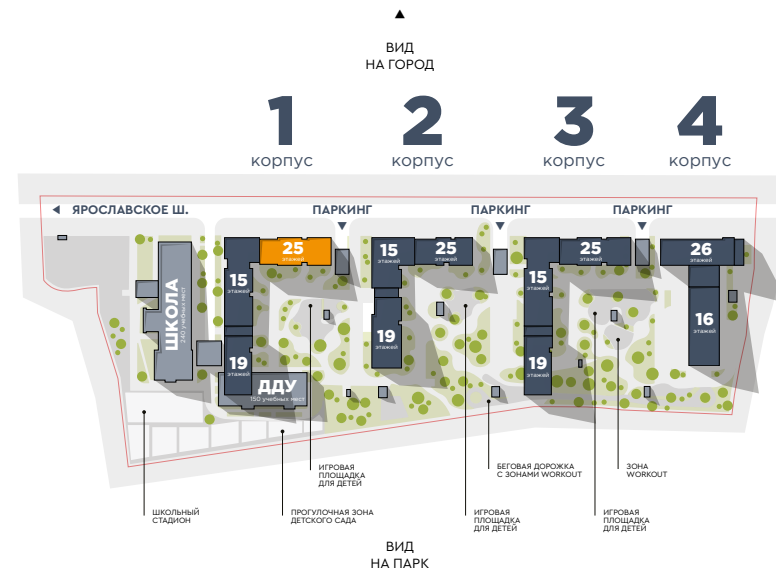 ВИД
НА ГОРОД
1
корпус
2
корпус
3
корпус
4
корпус
ЯРОСЛАВСКОЕ Ш.
ПАРКИНГ
ПАРКИНГ
ПАРКИНГ
25
этажей
15
этажей
19
этажей
ШКОЛА
240 учебных мест
ДДУ
150 учебных мест
15
этажей
25
этажей
19
этажей
15
этажей
25
этажей
19
этажей
26
этажей
16
этажей
ИГРОВАЯ
ПЛОЩАДКА
ДЛЯ ДЕТЕЙ
БЕГОВАЯ ДОРОЖКА
С ЗОНАМИ WORKOUT
ЗОНА
WORKOUT
ШКОЛЬНЫЙ
СТАДИОН
ПРОГУЛОЧНАЯ ЗОНА
ДЕТСКОГО САДА
ИГРОВАЯ
ПЛОЩАДКА
ДЛЯ ДЕТЕЙ
ИГРОВАЯ
ПЛОЩАДКА
ДЛЯ ДЕТЕЙ
ВИД
НА ПАРК